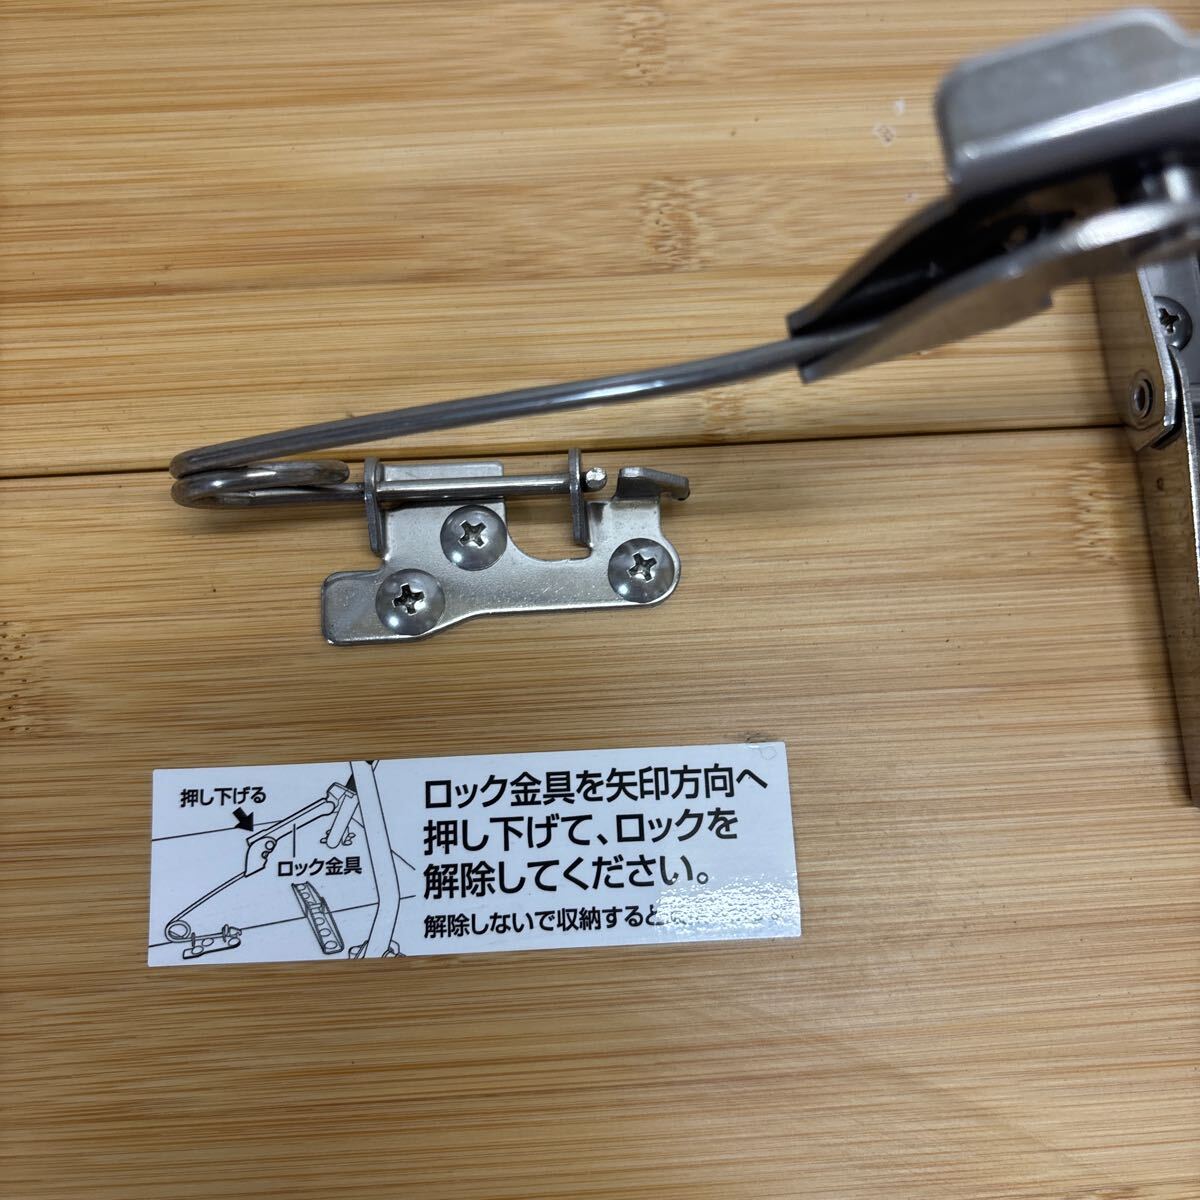 押し下げる
ロック金具
ロック金具を矢印方向へ
押し下げて、ロックを
解除してください。
解除しないで収納すると